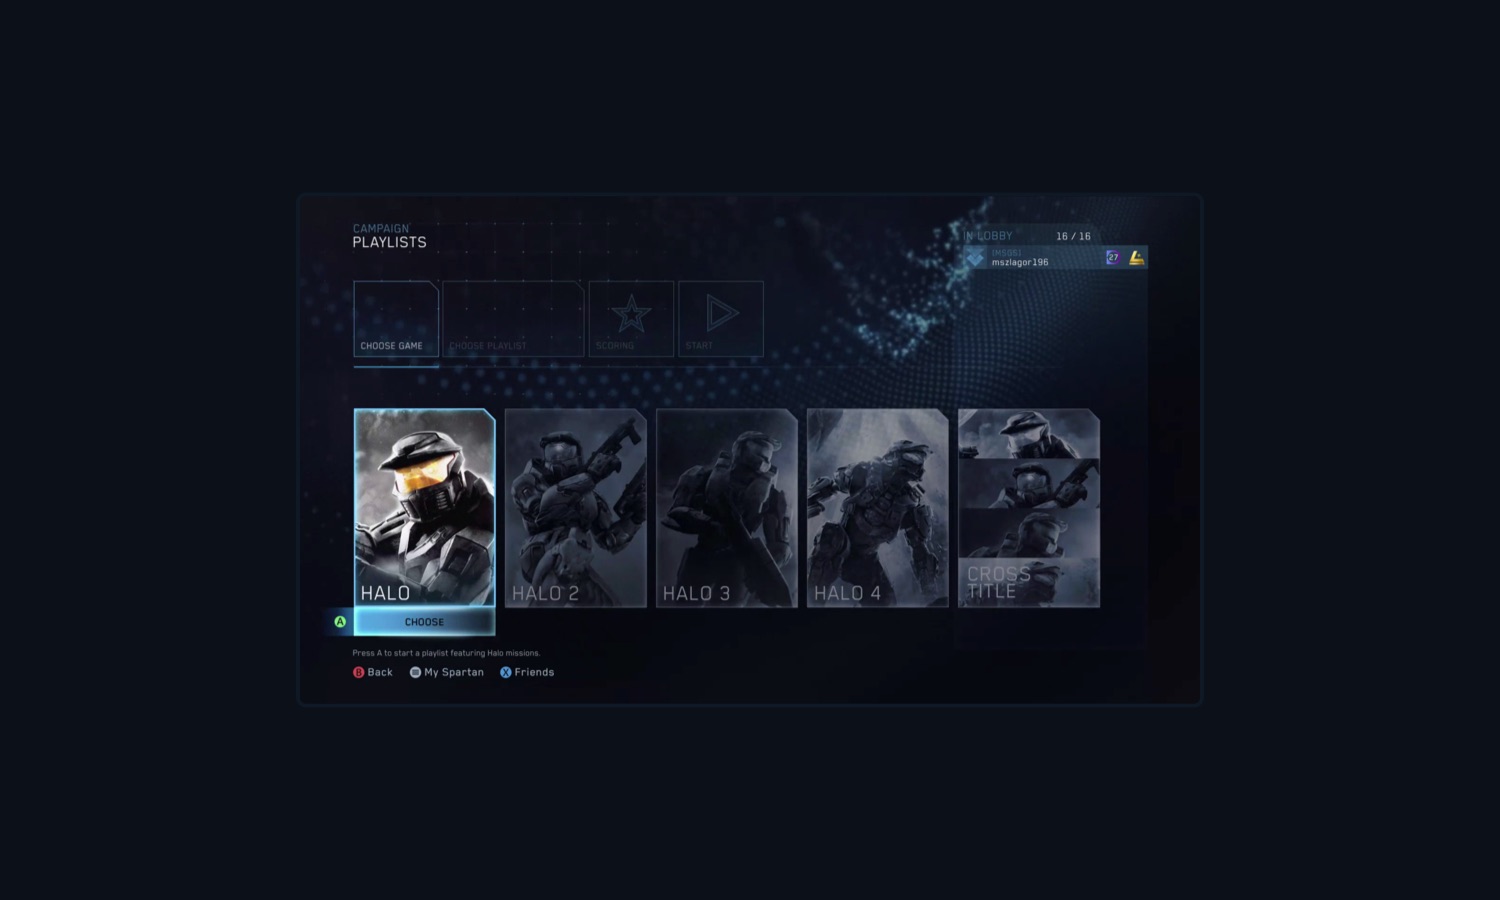 CAMPAIGN
PLAYLISTS
IN LOBBY 16 / 16
mszlagor196
27
CHOOSE GAME
CHOOSE PLAYLIST
SCORING
START
HALO
HALO 2
HALO 3
HALO 4
CROSS
TITLE
A CHOOSE
Press A to start a playlist featuring Halo missions.
B Back
My Spartan
X Friends